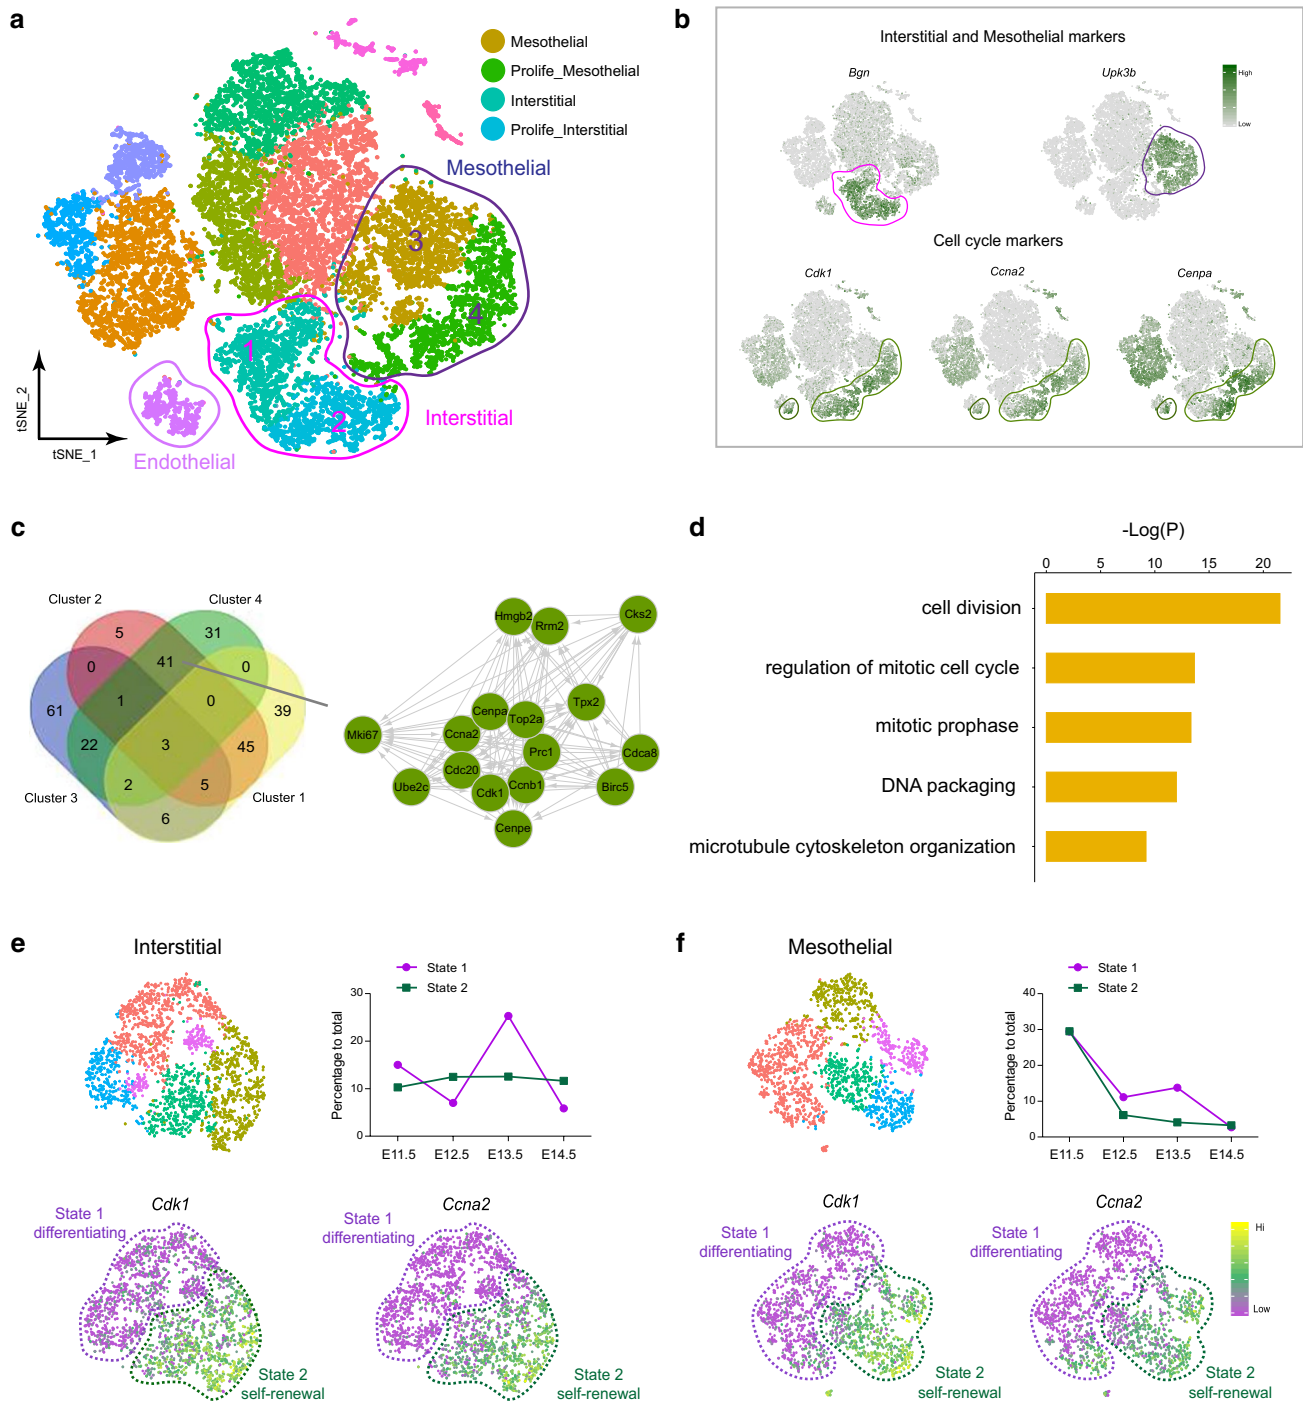 a
Mesothelial
Prolife_Mesothelial
Interstitial
Prolife_Interstitial
Mesothelial
3
4
1
2
Interstitial
Endothelial
tSNE_2
tSNE_1
b
Interstitial and Mesothelial markers
Bgn
Upk3b
High
Low
Cell cycle markers
Cdk1
Ccna2
Cenpa
c
Cluster 2
Cluster 4
5
31
0
41
0
61
1
0
39
22
3
45
2
5
6
Cluster 3
Cluster 1
Hmgb2
Rrm2
Cks2
Cenpa
Top2a
Tpx2
Mki67
Ccna2
Prc1
Cdca8
Cdc20
Ube2c
Cdk1
Ccnb1
Birc5
Cenpe
d
-Log(P)
0 5 10 15 20
cell division
regulation of mitotic cell cycle
mitotic prophase
DNA packaging
microtubule cytoskeleton organization
e
Interstitial
State 1
State 2
Percentage to total
30
20
10
0
E11.5 E12.5 E13.5 E14.5
Cdk1
State 1
differentiating
State 2
self-renewal
Ccna2
State 1
differentiating
State 2
self-renewal
f
Mesothelial
State 1
State 2
Percentage to total
40
30
20
10
0
E11.5 E12.5 E13.5 E14.5
Cdk1
State 1
differentiating
State 2
self-renewal
Ccna2
State 1
differentiating
State 2
self-renewal
Hi
Low